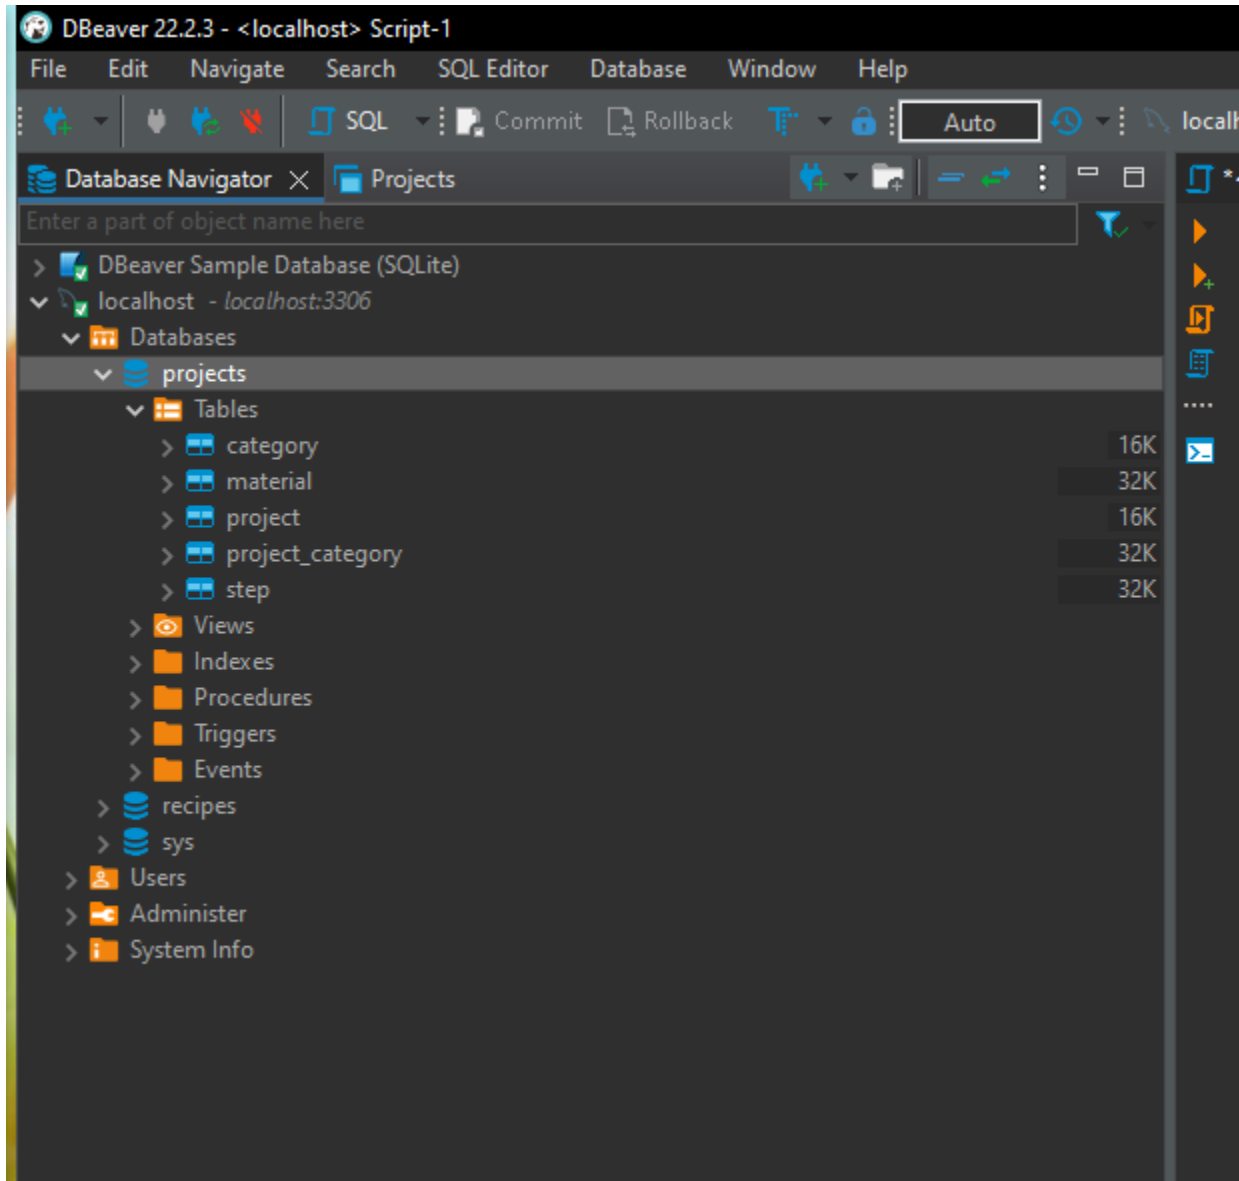 DBeaver 22.2.3 - <localhost> Script-1
File Edit Navigate Search SQL Editor Database Window Help
SQL Commit Rollback Auto
Database Navigator Projects
Enter a part of object name here
DBeaver Sample Database (SQLite)
localhost - localhost:3306
Databases
projects
Tables
category 16K
material 32K
project 16K
project_category 32K
step 32K
Views
Indexes
Procedures
Triggers
Events
recipes
sys
Users
Administer
System Info